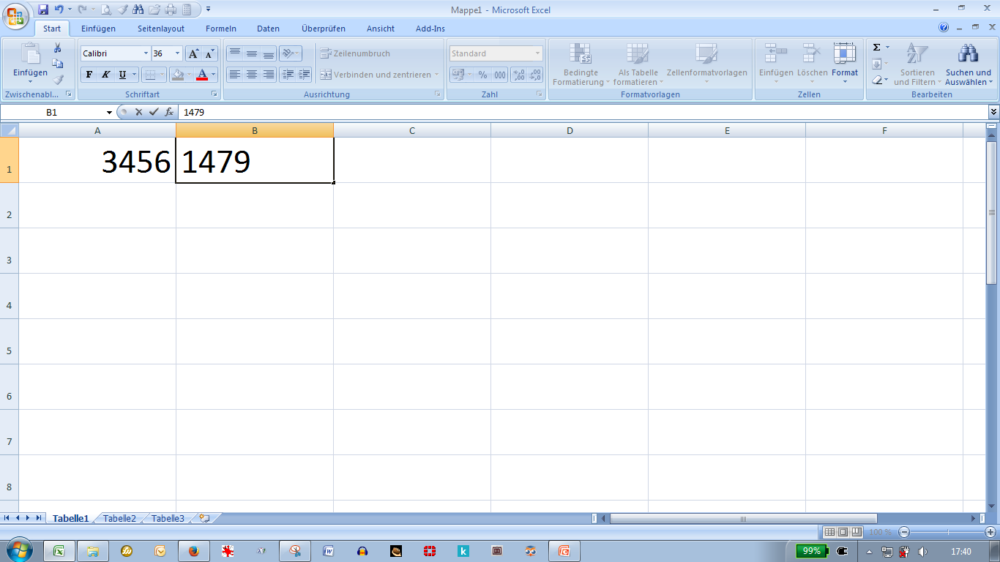 Mappe1 - Microsoft Excel
Start Einfügen Seitenlayout Formeln Daten Überprüfen Ansicht Add-Ins
Einfügen
Zwischenabl...
Calibri 36
F K U
Schriftart
Zeilenumbruch
Verbinden und zentrieren
Ausrichtung
Standard
% 000
Zahl
Bedingte Formatierung
Als Tabelle formatieren
Zellenformatvorlagen
Formatvorlagen
Einfügen Löschen Format
Zellen
Σ
Sortieren und Filtern
Suchen und Auswählen
Bearbeiten
B1 fx 1479
A B C D E F
1 3456 1479
2
3
4
5
6
7
8
Tabelle1 Tabelle2 Tabelle3
100 %
99% 17:40